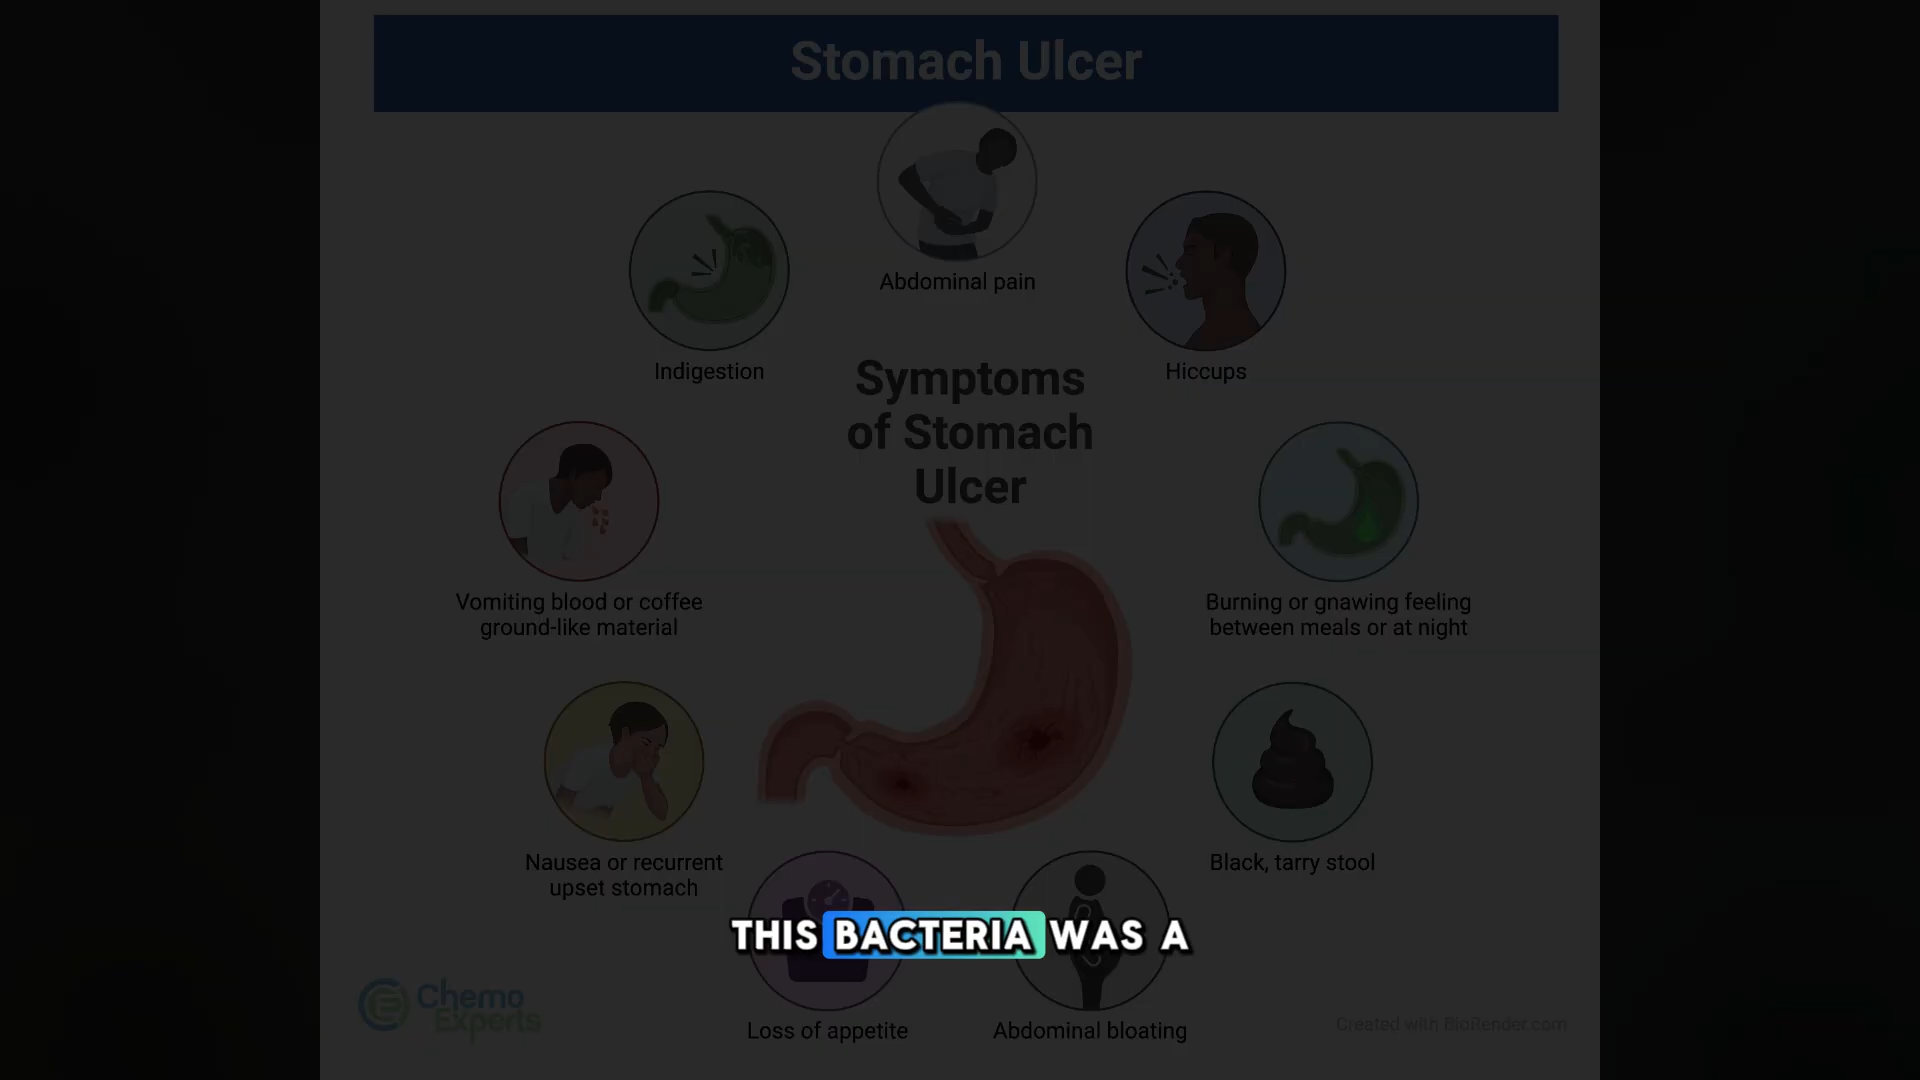 Stomach Ulcer
Abdominal pain
Indigestion
Hiccups
Symptoms
of Stomach
Ulcer
Vomiting blood or coffee
ground-like material
Burning or gnawing feeling
between meals or at night
Nausea or recurrent
upset stomach
Black, tarry stool
THIS BACTERIA WAS A
Chemo
Experts
Loss of appetite
Abdominal bloating
Created with BioRender.com